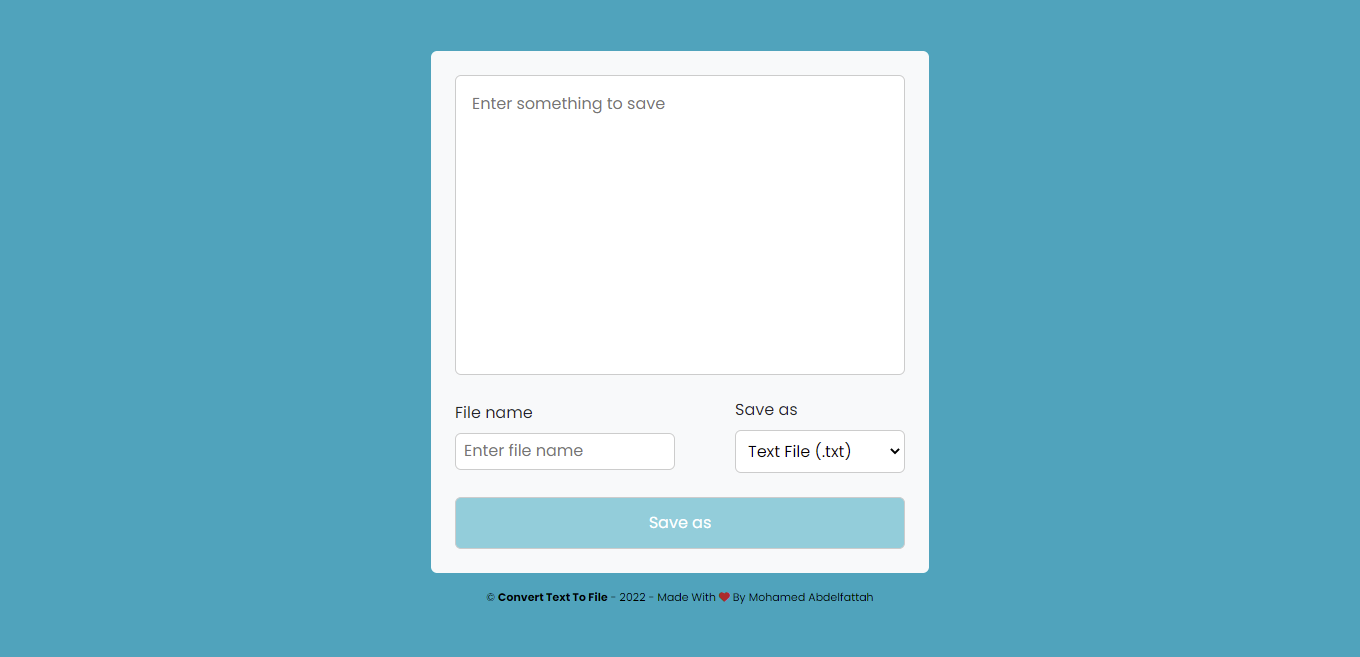 Enter something to save
File name
Save as
Enter file name
Text File (.txt)
Save as
© Convert Text To File - 2022 - Made With ❤ By Mohamed Abdelfattah